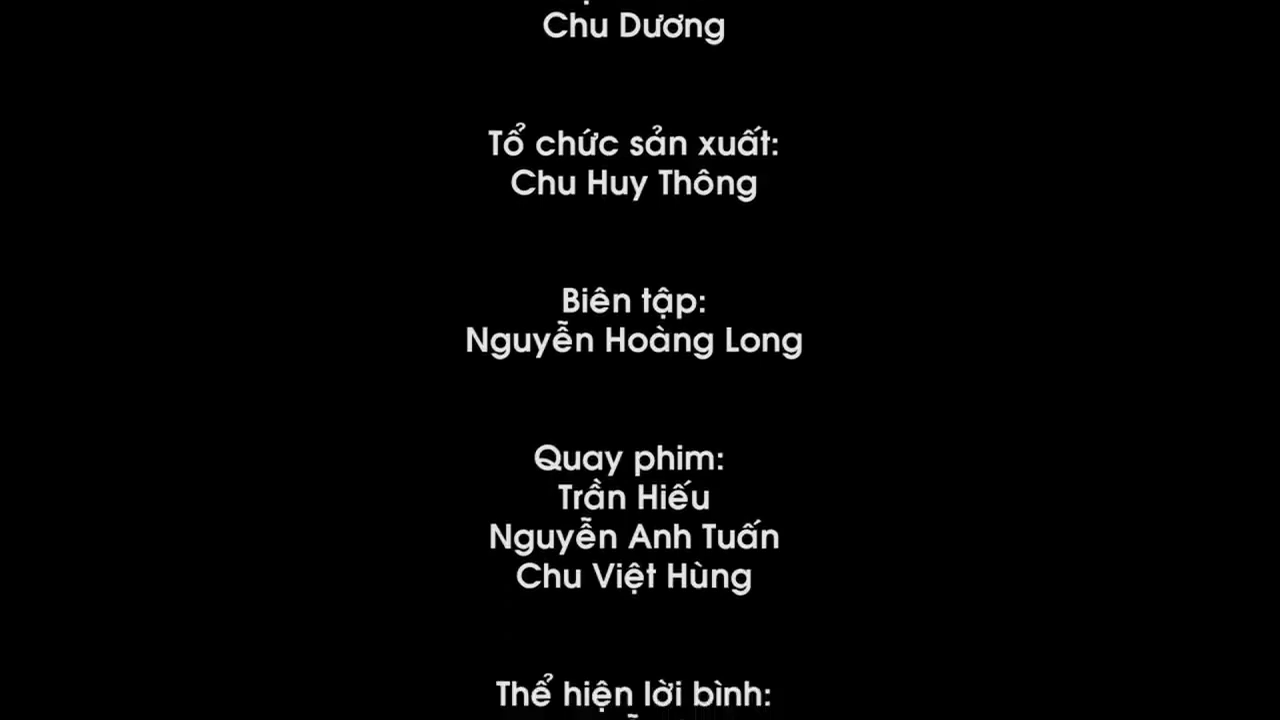 Chu Dương
Tổ chức sản xuất:
Chu Huy Thông
Biên tập:
Nguyễn Hoàng Long
Quay phim:
Trần Hiếu
Nguyễn Anh Tuấn
Chu Việt Hùng
Thể hiện lời bình: